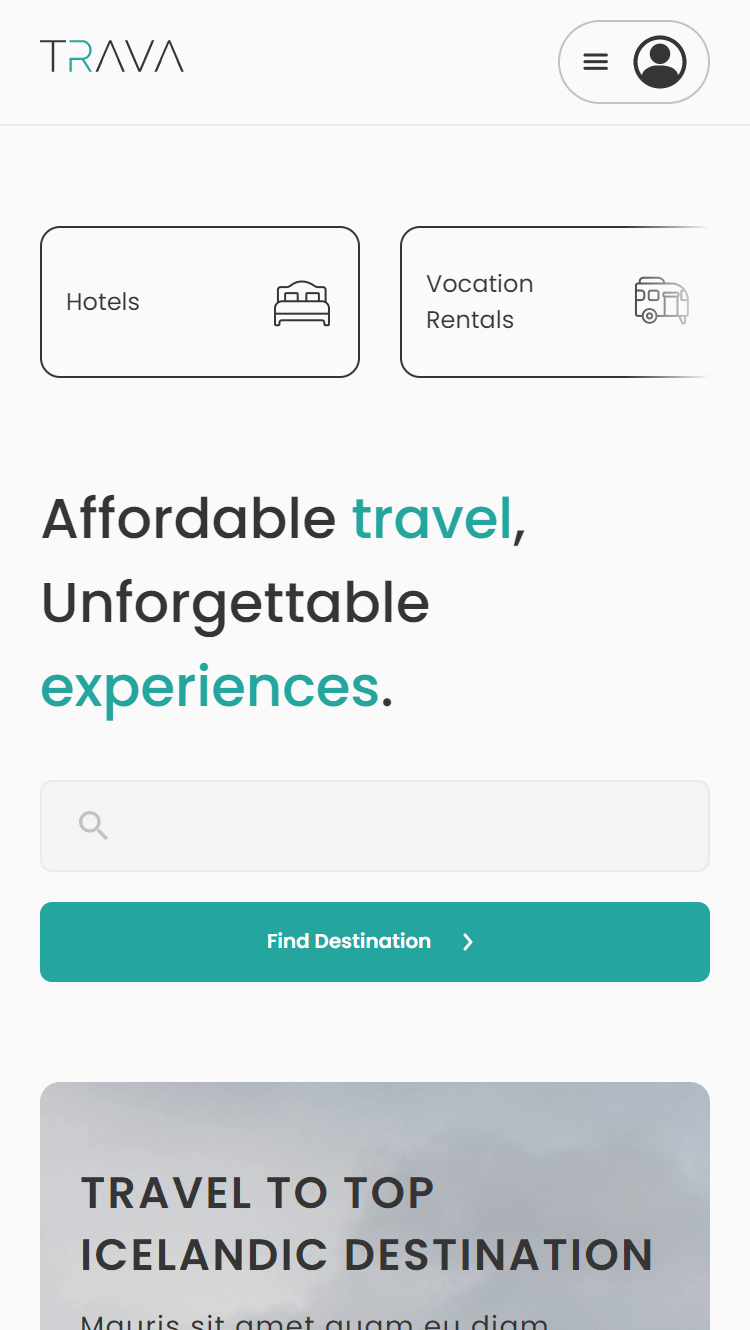 TRAVA
Hotels
Vocation
Rentals
Affordable travel,
Unforgettable
experiences.
Find Destination
TRAVEL TO TOP
ICELANDIC DESTINATION
Mauris sit amet quam eu diam